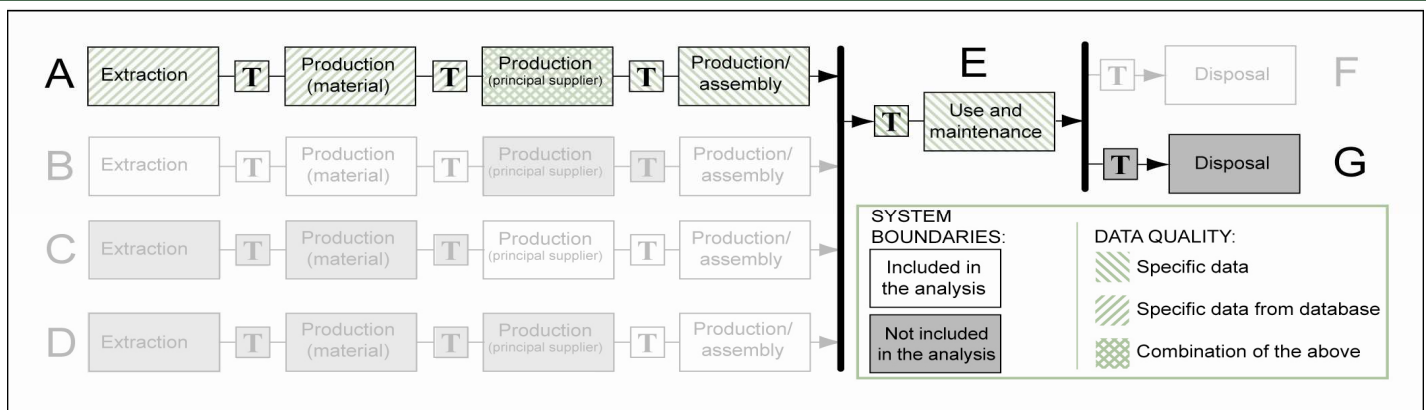 A
Extraction
T
Production
(material)
T
Production
(principal supplier)
T
Production/
assembly
B
Extraction
T
Production
(material)
T
Production
(principal supplier)
T
Production/
assembly
C
Extraction
T
Production
(material)
T
Production
(principal supplier)
T
Production/
assembly
D
Extraction
T
Production
(material)
T
Production
(principal supplier)
T
Production/
assembly
E
T
Use and
maintenance
T
Disposal
F
T
Disposal
G
SYSTEM
BOUNDARIES:
Included in
the analysis
Not included
in the analysis
DATA QUALITY:
Specific data
Specific data from database
Combination of the above